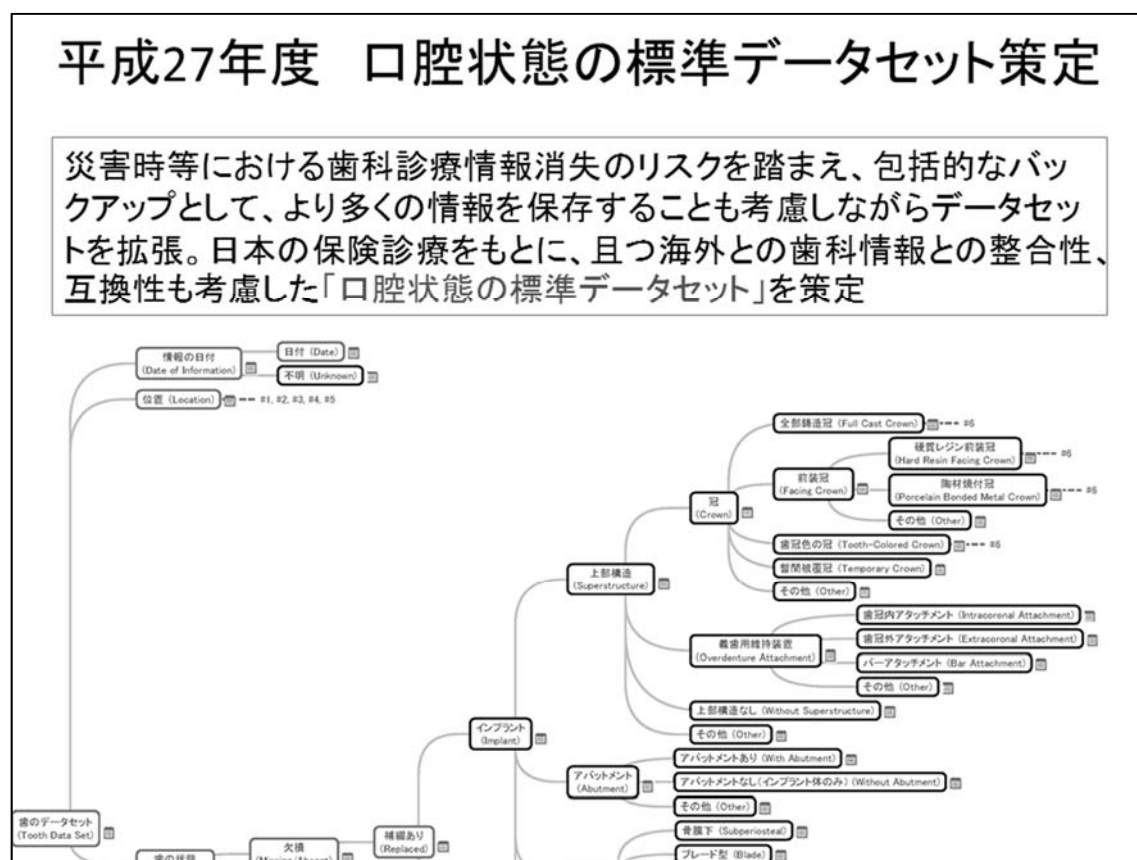 平成27年度　口腔状態の標準データセット策定
災害時等における歯科診療情報消失のリスクを踏まえ、包括的なバッ
クアップとして、より多くの情報を保存することも考慮しながらデータセッ
トを拡張。日本の保険診療をもとに、且つ海外との歯科情報との整合性、
互換性も考慮した「口腔状態の標準データセット」を策定
情報の日付
(Date of Information)
日付 (Date)
不明 (Unknown)
位置 (Location)
#1, #2, #3, #4, #5
全部鋳造冠 (Full Cast Crown)
#6
硬質レジン前装冠
(Hard Resin Facing Crown)
#6
前装冠
(Facing Crown)
陶材焼付冠
(Porcelain Bonded Metal Crown)
#6
その他 (Other)
冠
(Crown)
歯冠色の冠 (Tooth-Colored Crown)
#6
暫間被覆冠 (Temporary Crown)
その他 (Other)
上部構造
(Superstructure)
歯冠内アタッチメント (Intracoronal Attachment)
歯冠外アタッチメント (Extracoronal Attachment)
義歯用維持装置
(Overdenture Attachment)
バーアタッチメント (Bar Attachment)
その他 (Other)
上部構造なし (Without Superstructure)
その他 (Other)
インプラント
(Implant)
アバットメントあり (With Abutment)
アバットメント
(Abutment)
アバットメントなし(インプラント体のみ) (Without Abutment)
その他 (Other)
歯のデータセット
(Tooth Data Set)
補綴あり
(Replaced)
骨膜下 (Subperiosteal)
欠損
ブレード型 (Blade)
歯の状態